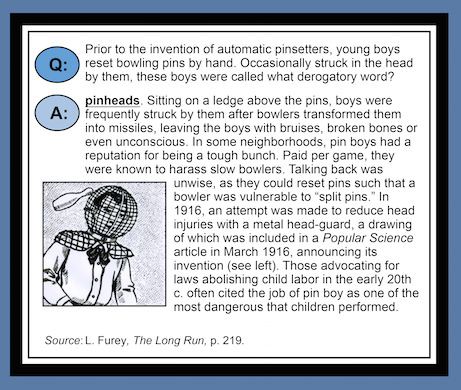 Q:
Prior to the invention of automatic pinsetters, young boys
reset bowling pins by hand. Occasionally struck in the head
by them, these boys were called what derogatory word?
A:
pinheads. Sitting on a ledge above the pins, boys were
frequently struck by them after bowlers transformed them
into missiles, leaving the boys with bruises, broken bones or
even unconscious. In some neighborhoods, pin boys had a
reputation for being a tough bunch. Paid per game, they
were known to harass slow bowlers. Talking back was
unwise, as they could reset pins such that a
bowler was vulnerable to “split pins.” In
1916, an attempt was made to reduce head
injuries with a metal head-guard, a drawing
of which was included in a Popular Science
article in March 1916, announcing its
invention (see left). Those advocating for
laws abolishing child labor in the early 20th
c. often cited the job of pin boy as one of the
most dangerous that children performed.
Source: L. Furey, The Long Run, p. 219.